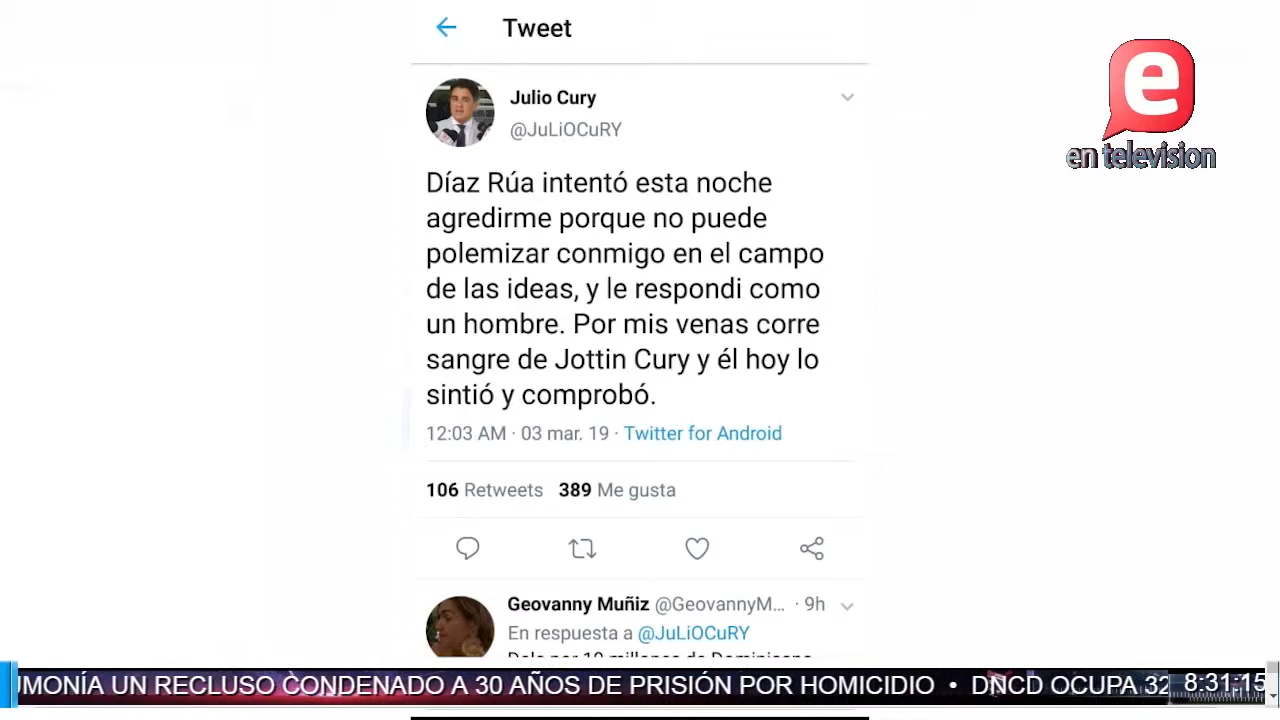 Tweet
Julio Cury
@JuLiOCuRY
Díaz Rúa intentó esta noche
agredirme porque no puede
polemizar conmigo en el campo
de las ideas, y le respondi como
un hombre. Por mis venas corre
sangre de Jottin Cury y él hoy lo
sintió y comprobó.
12:03 AM · 03 mar. 19 · Twitter for Android
106 Retweets 389 Me gusta
Geovanny Muñiz @GeovannyM... · 9h
En respuesta a @JuLiOCuRY
e
en television
UMONÍA UN RECLUSO CONDENADO A 30 AÑOS DE PRISIÓN POR HOMICIDIO • DNCD OCUPA 32
8:31:15